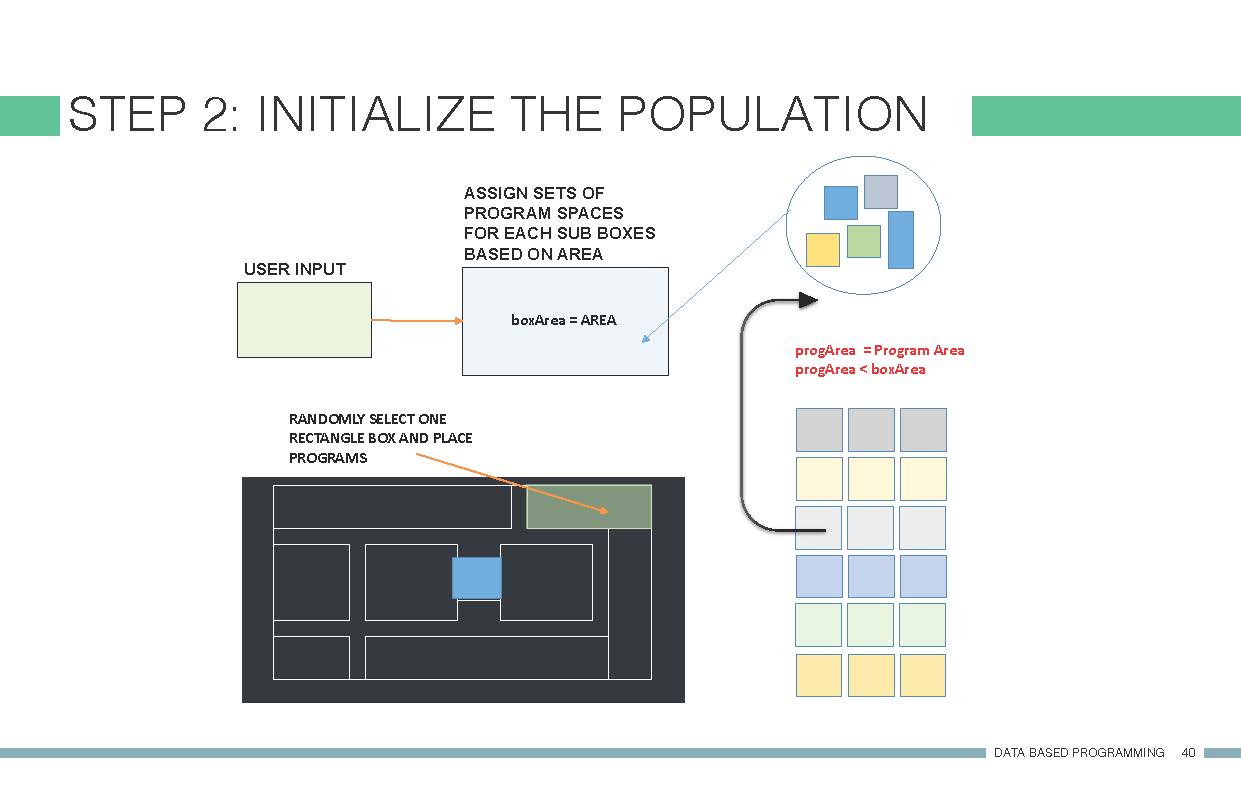 STEP 2: INITIALIZE THE POPULATION
ASSIGN SETS OF
PROGRAM SPACES
FOR EACH SUB BOXES
BASED ON AREA
USER INPUT
boxArea = AREA
progArea = Program Area
progArea < boxArea
RANDOMLY SELECT ONE
RECTANGLE BOX AND PLACE
PROGRAMS
DATA BASED PROGRAMMING 40